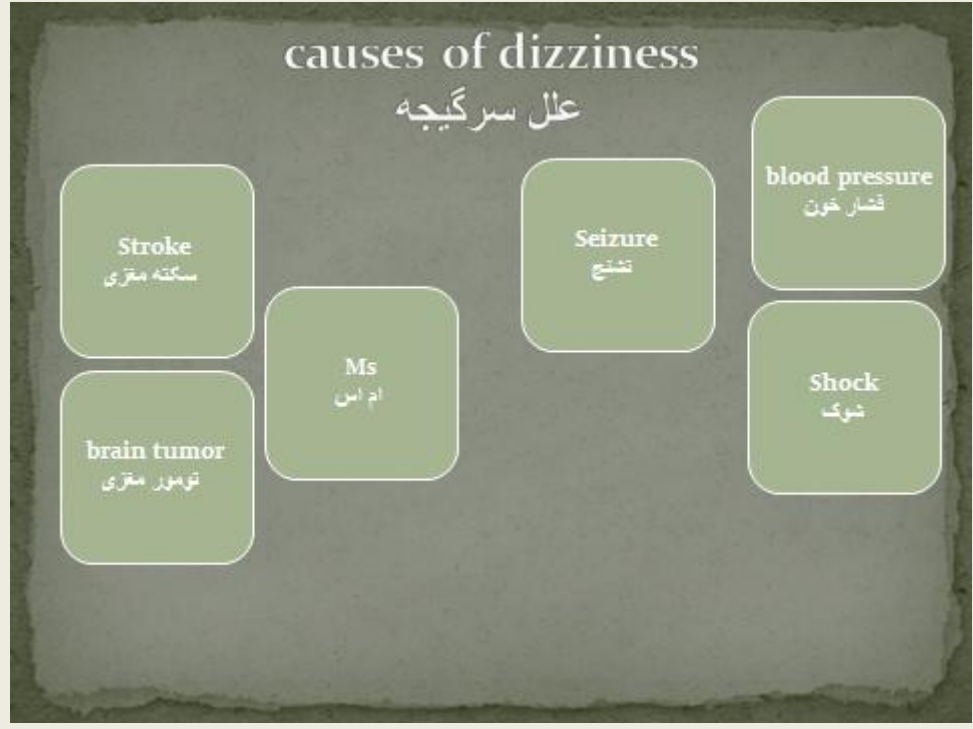 causes of dizziness
علل سرگیجه
Stroke
سکته مغزی
brain tumor
تومور مغزی
Ms
ام اس
Seizure
تشنج
blood pressure
فشار خون
Shock
شوک